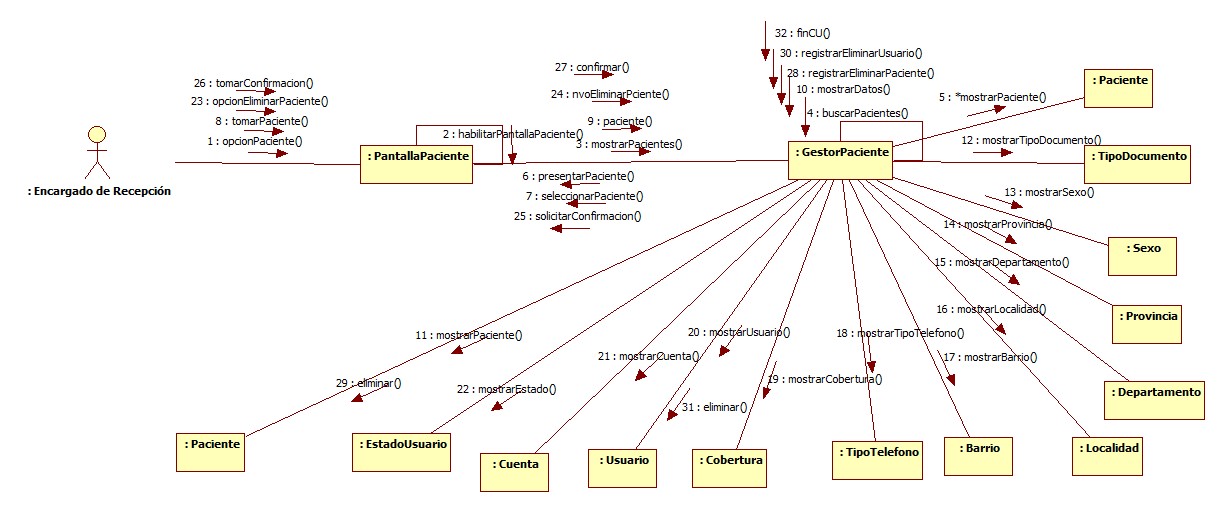 32 : finCU()
30 : registrarEliminarUsuario()
27 : confirmar()
28 : registrarEliminarPaciente()
26 : tomarConfirmacion()
: Paciente
24 : nvoEliminarPciente()
10 : mostrarDatos()
5 : *mostrarPaciente()
23 : opcionEliminarPaciente()
4 : buscarPacientes()
8 : tomarPaciente()
9 : paciente()
2 : habilitarPantallaPaciente()
1 : opcionPaciente()
3 : mostrarPacientes()
12 : mostrarTipoDocumento()
: PantallaPaciente
: GestorPaciente
: TipoDocumento
6 : presentarPaciente()
: Encargado de Recepción
7 : seleccionarPaciente()
13 : mostrarSexo()
25 : solicitarConfirmacion()
14 : mostrarProvincia()
: Sexo
15 : mostrarDepartamento()
16 : mostrarLocalidad()
: Provincia
11 : mostrarPaciente()
20 : mostrarUsuario()
18 : mostrarTipoTelefono()
21 : mostrarCuenta()
17 : mostrarBarrio()
29 : eliminar()
22 : mostrarEstado()
19 : mostrarCobertura()
: Departamento
31 : eliminar()
: Paciente
: EstadoUsuario
: Cuenta
: Usuario
: Cobertura
: TipoTelefono
: Barrio
: Localidad